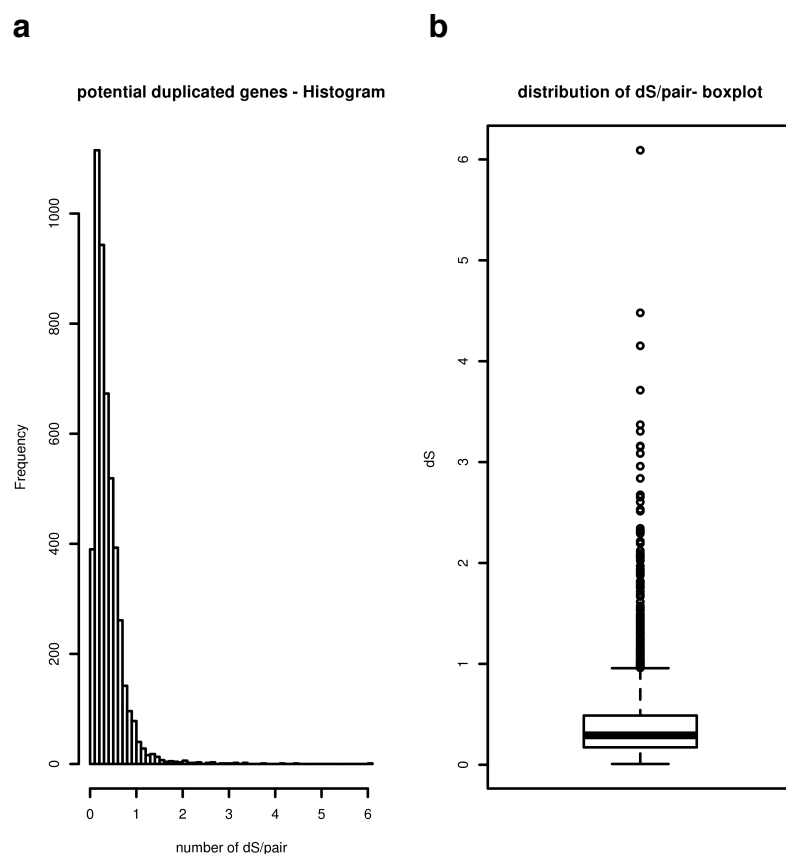 a
potential duplicated genes - Histogram
Frequency
0
200
400
600
800
1000
0 1 2 3 4 5 6
number of dS/pair
b
distribution of dS/pair- boxplot
dS
0
1
2
3
4
5
6